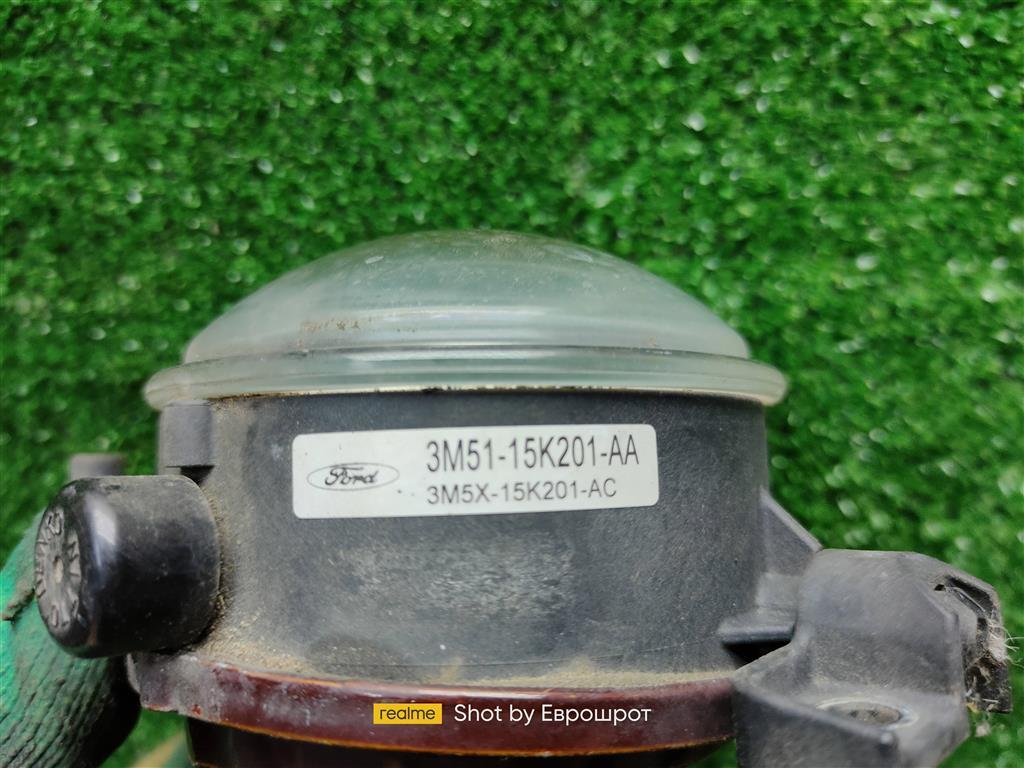 Ford
3M51-15K201-AA
3M5X-15K201-AC
realme Shot by Еврошрот